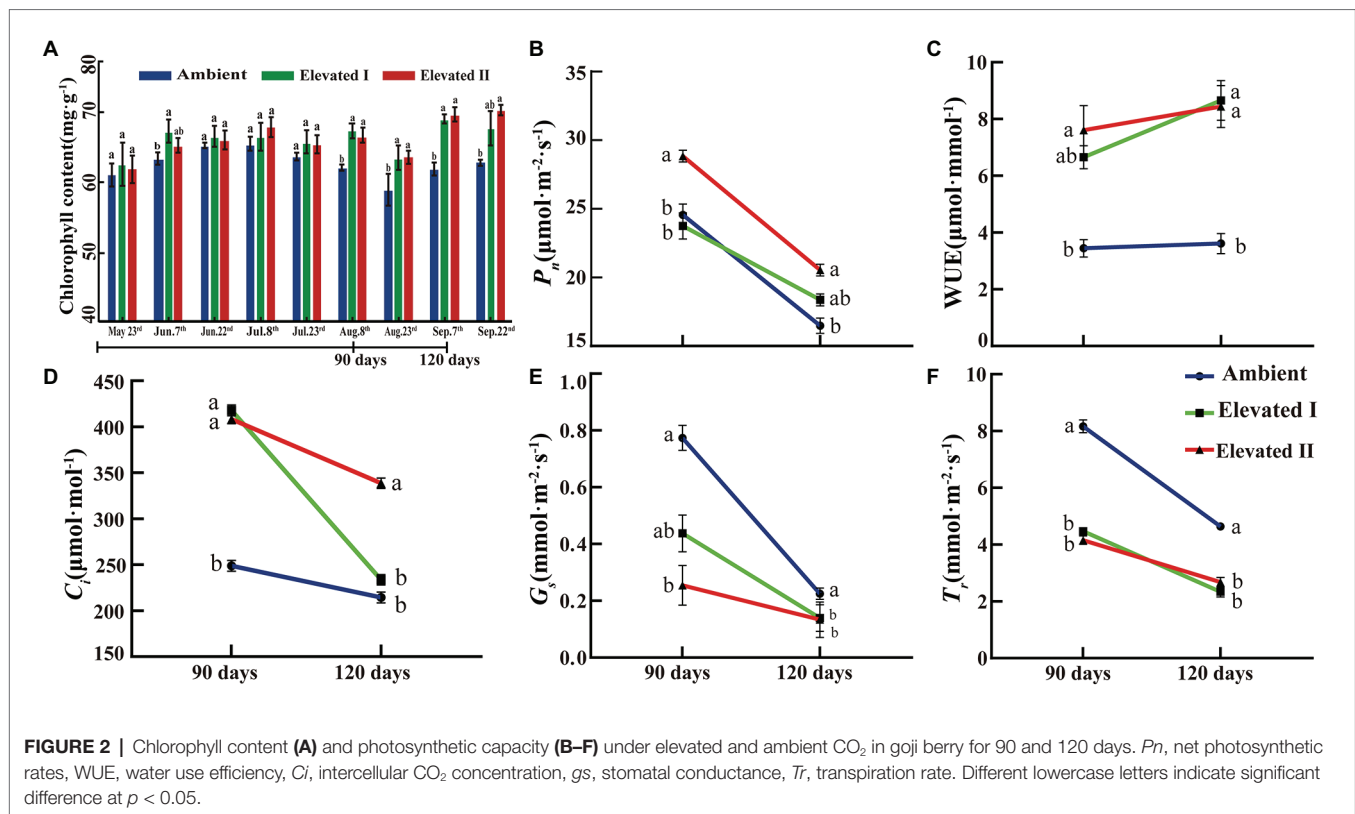 A
Chlorophyll content(mg·g⁻¹)
80
70
60
50
40
Ambient Elevated I Elevated II
a a a
b a ab
a a a
a a a
a a a
b a a
b a a
b a a
b ab a
May 23rd Jun.7th Jun.22nd Jul.8th Jul.23rd Aug.8th Aug.23rd Sep.7th Sep.22nd
90 days 120 days
B
Pn(μmol·m⁻²·s⁻¹)
35
30
25
20
15
a
b
b
a
ab
b
C
WUE(μmol·mmol⁻¹)
10
8
6
4
2
0
a
ab
b
a
a
b
D
Ci(μmol·mol⁻¹)
450
400
350
300
250
200
150
a
a
b
a
b
b
90 days 120 days
E
Gs(mmol·m⁻²·s⁻¹)
1.0
0.8
0.6
0.4
0.2
0.0
a
ab
b
a
b
b
90 days 120 days
F
Tr(mmol·m⁻²·s⁻¹)
10
8
6
4
2
0
Ambient
Elevated I
Elevated II
a
b
b
a
b
b
90 days 120 days
FIGURE 2 | Chlorophyll content (A) and photosynthetic capacity (B–F) under elevated and ambient CO₂ in goji berry for 90 and 120 days. Pn, net photosynthetic
rates, WUE, water use efficiency, Ci, intercellular CO₂ concentration, gs, stomatal conductance, Tr, transpiration rate. Different lowercase letters indicate significant
difference at p < 0.05.